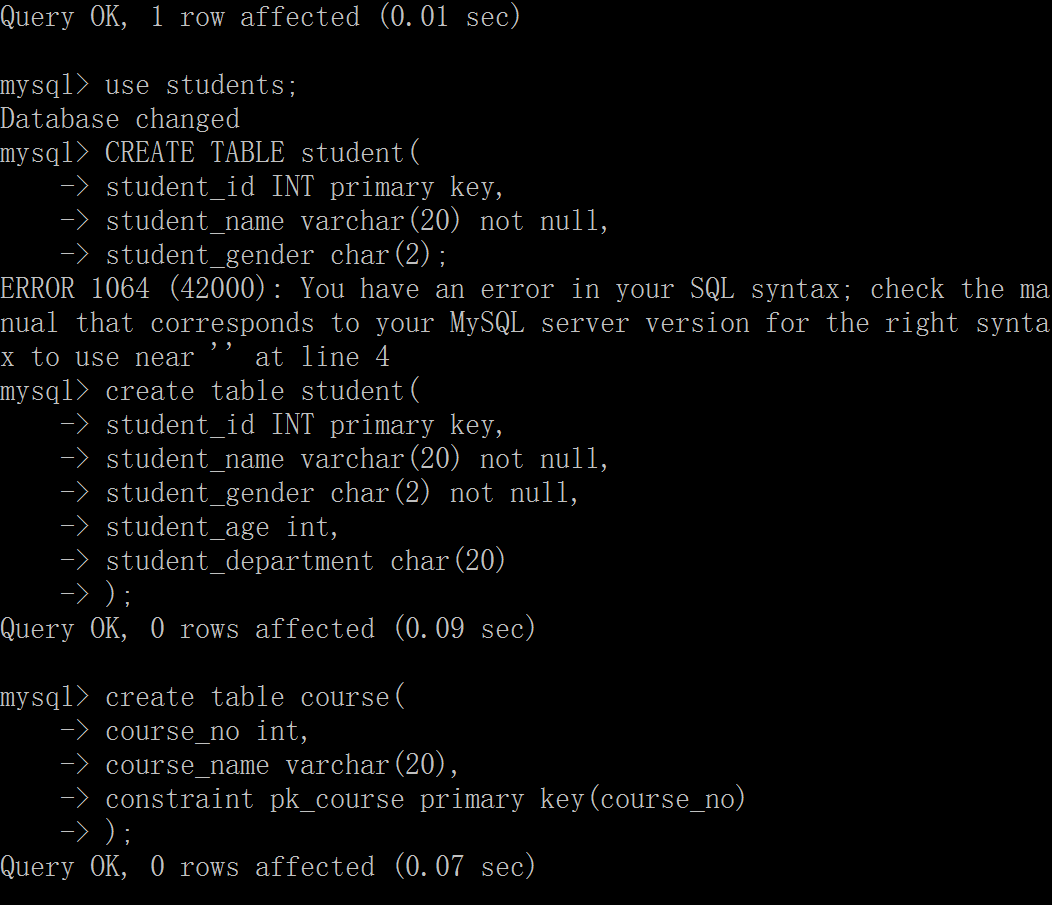 Query OK, 1 row affected (0.01 sec)
mysql> use students;
Database changed
mysql> CREATE TABLE student(
    -> student_id INT primary key,
    -> student_name varchar(20) not null,
    -> student_gender char(2);
ERROR 1064 (42000): You have an error in your SQL syntax; check the ma
nual that corresponds to your MySQL server version for the right synta
x to use near '' at line 4
mysql> create table student(
    -> student_id INT primary key,
    -> student_name varchar(20) not null,
    -> student_gender char(2) not null,
    -> student_age int,
    -> student_department char(20)
    -> );
Query OK, 0 rows affected (0.09 sec)
mysql> create table course(
    -> course_no int,
    -> course_name varchar(20),
    -> constraint pk_course primary key(course_no)
    -> );
Query OK, 0 rows affected (0.07 sec)